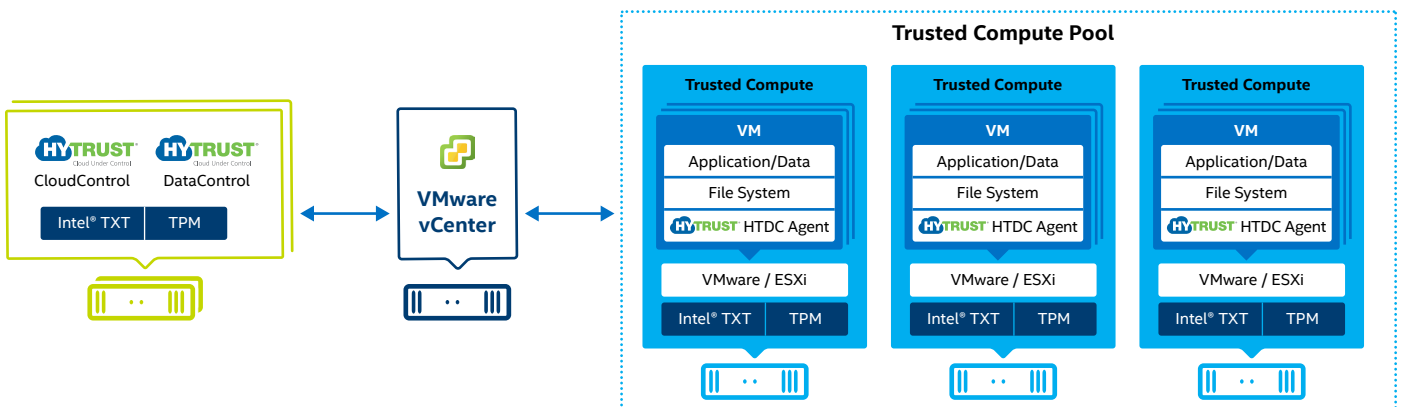 Trusted Compute Pool
HYTRUST®
Cloud Under Control
CloudControl
HYTRUST®
Cloud Under Control
DataControl
Intel® TXT
TPM
VMware
vCenter
Trusted Compute
VM
Application/Data
File System
HYTRUST® HTDC Agent
VMware / ESXi
Intel® TXT
TPM
Trusted Compute
VM
Application/Data
File System
HYTRUST® HTDC Agent
VMware / ESXi
Intel® TXT
TPM
Trusted Compute
VM
Application/Data
File System
HYTRUST® HTDC Agent
VMware / ESXi
Intel® TXT
TPM